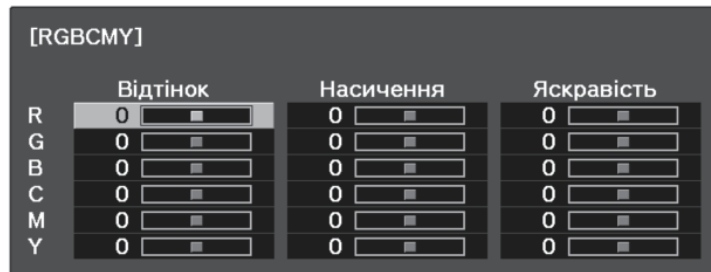 [RGBCMY]
Відтінок Насичення Яскравість
R 0 0 0
G 0 0 0
B 0 0 0
C 0 0 0
M 0 0 0
Y 0 0 0